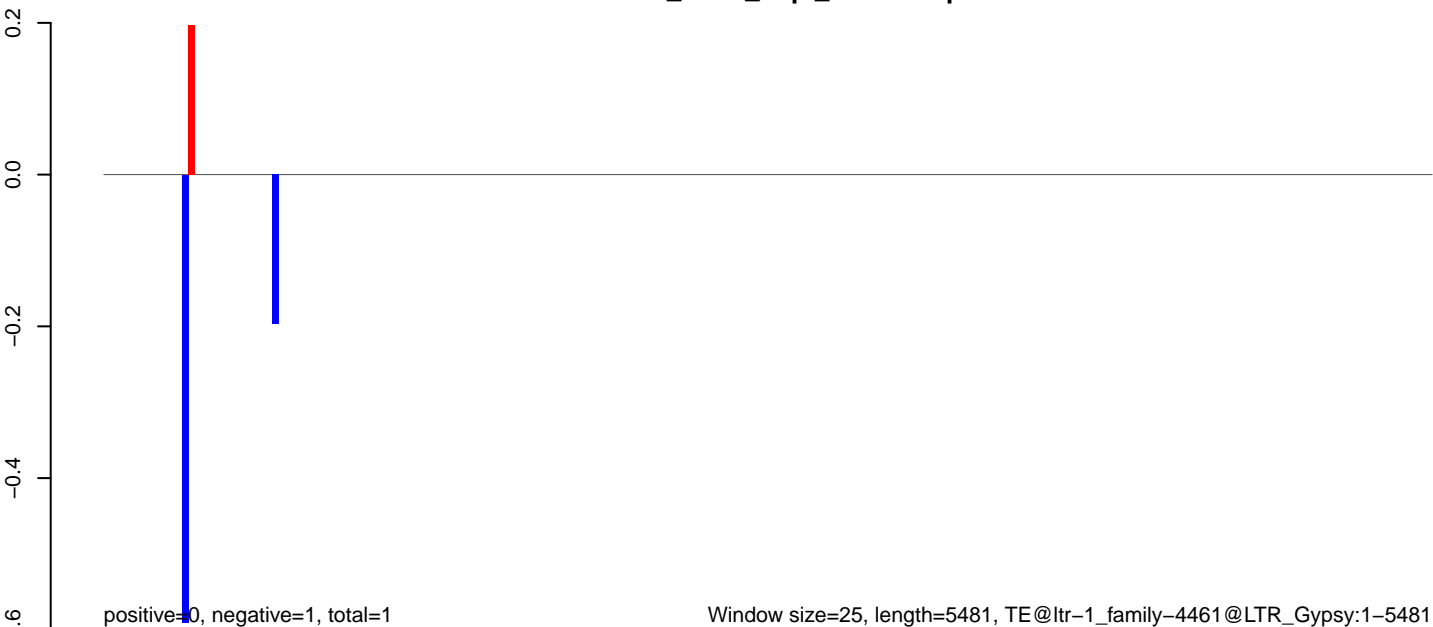 0.2
0.0
−0.2
−0.4
.6
positive=0, negative=1, total=1
Window size=25, length=5481, TE@ltr−1_family−4461@LTR_Gypsy:1−5481